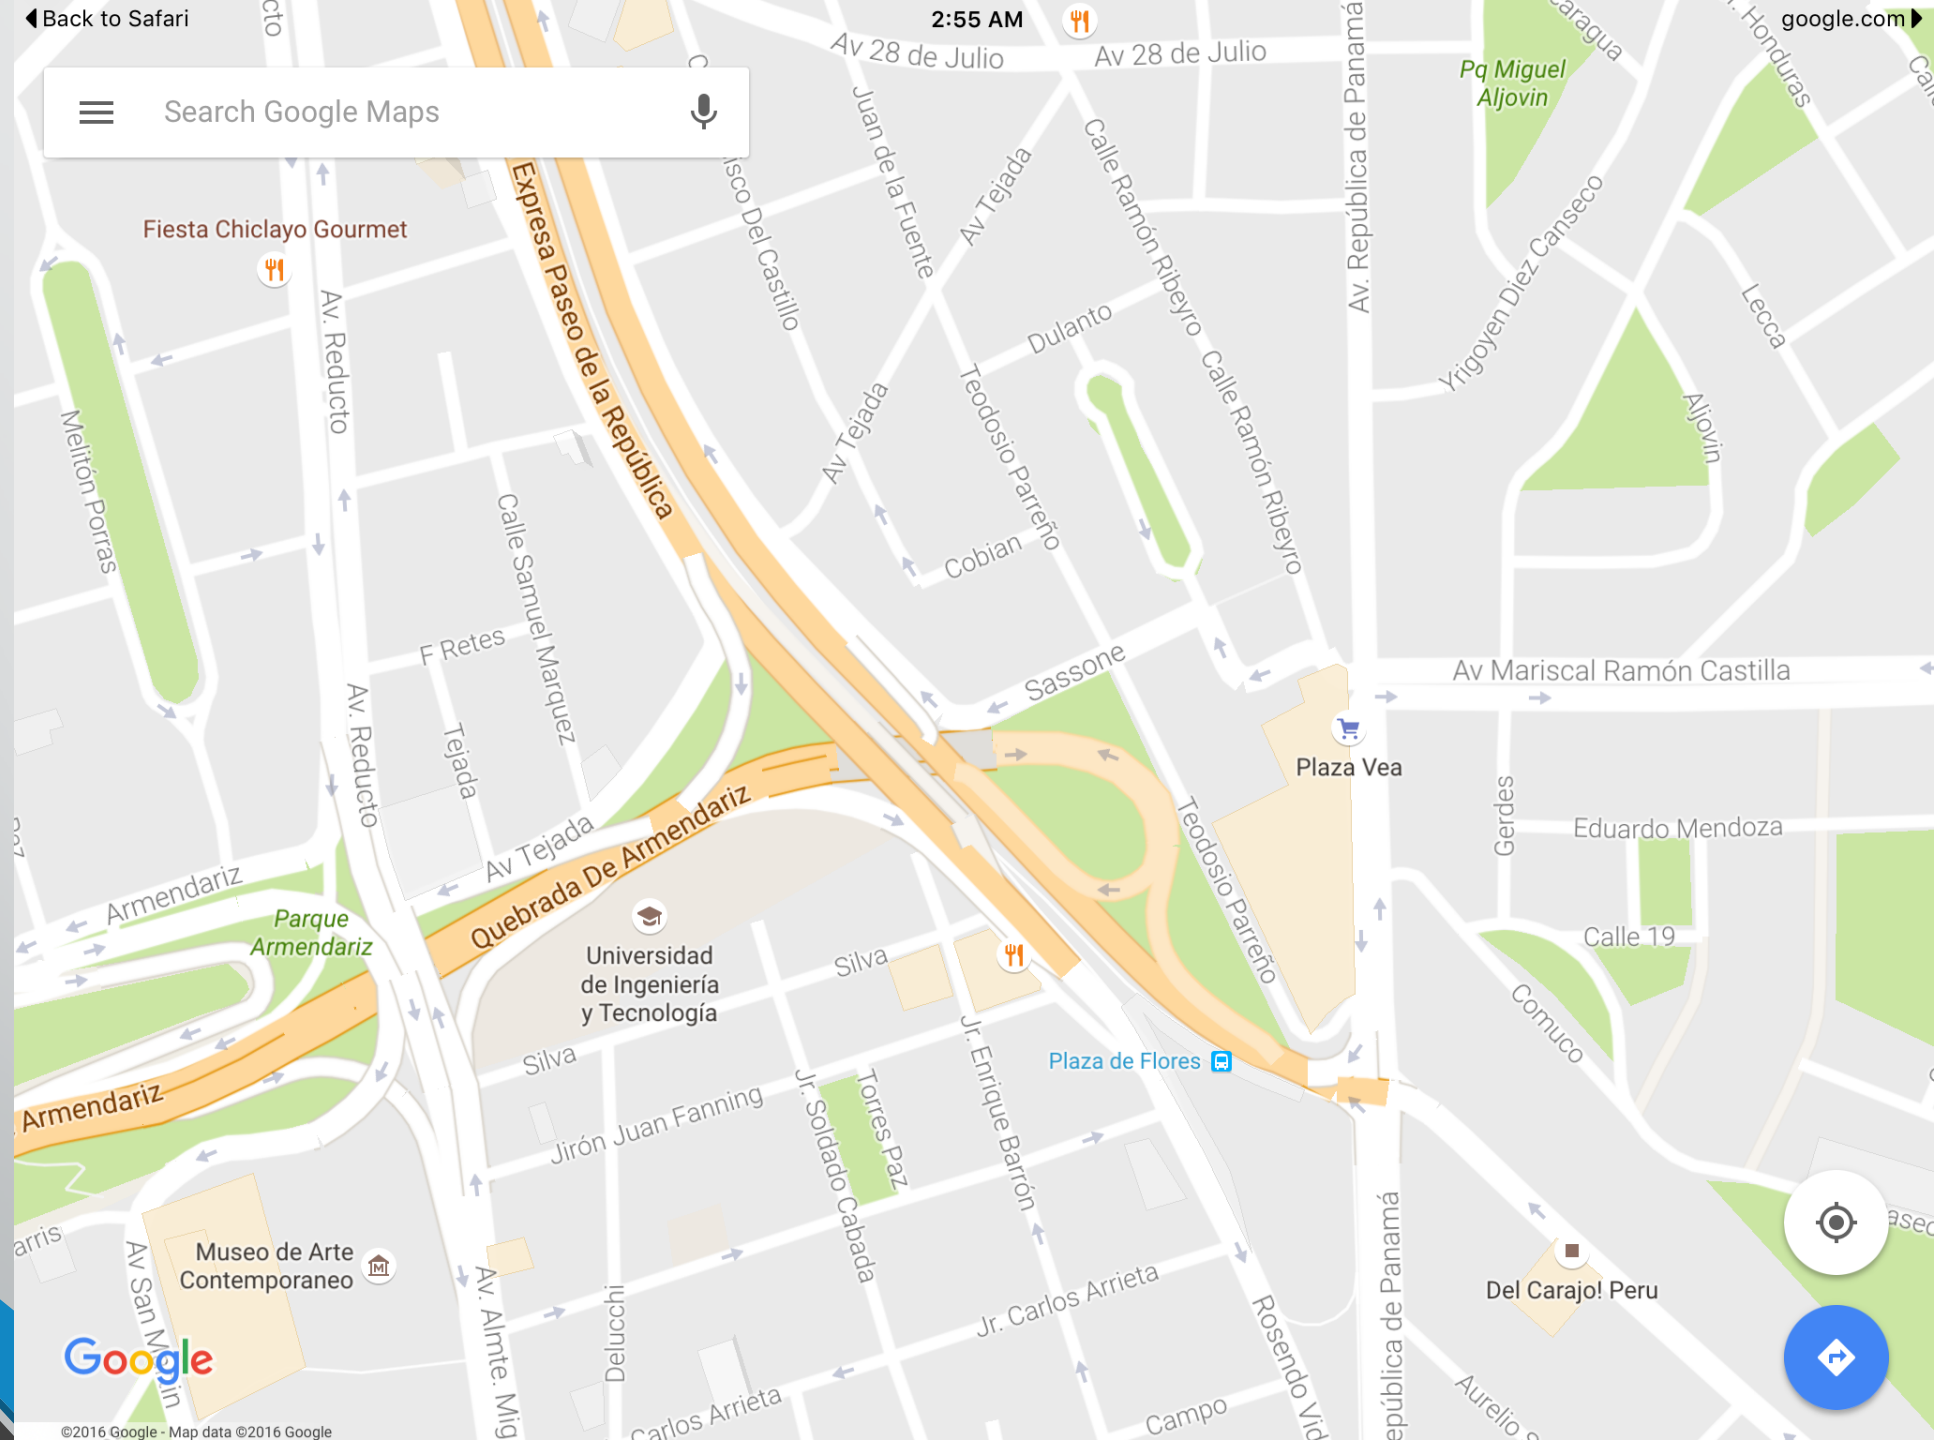 Back to Safari
2:55 AM
google.com
Search Google Maps
Av 28 de Julio
Av 28 de Julio
Pq Miguel
Aljovin
Honduras
Av. República de Panamá
Juan de la Fuente
Calle Ramón Ribeyro
Av Tejada
Expresa Paseo de la República
Fiesta Chiclayo Gourmet
Av. Reducto
Yrigoyen Diez Canseco
Lecca
Dulanto
Calle Ramón Ribeyro
Teodosio Parreño
Av Tejada
Aljovin
Melitón Porras
Calle Samuel Marquez
Cobian
F Retes
Sassone
Av Mariscal Ramón Castilla
Av. Reducto
Tejada
Plaza Vea
Gerdes
Eduardo Mendoza
Teodosio Parreño
Quebrada De Armendariz
Av Tejada
Armendariz
Parque
Armendariz
Calle 19
Universidad
de Ingeniería
y Tecnología
Silva
Silva
Comuco
Plaza de Flores
Jr. Enrique Barrón
Armendariz
Jirón Juan Fanning
Jr. Soldado Cabada
Torres Paz
Museo de Arte
Contemporaneo
Av. Almte. Mig
Delucchi
Jr. Carlos Arrieta
Del Carajo! Peru
Rosendo Vid
Carlos Arrieta
Campo
Aurelio S
Google
©2016 Google - Map data ©2016 Google